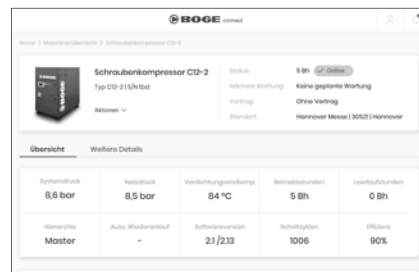 BOGE connect
Home > Maschinenübersicht > Schraubenkompressor C12-2
BOGE
Schraubenkompressor C12-2
Typ C12-2 | S/N tbd
Aktionen
Status: 5 Bh Online
Nächste Wartung: Keine geplante Wartung
Vertrag: Ohne Vertrag
Standort: Hannover Messe | 30521 | Hannover
Übersicht Weitere Details
Systemdruck Netzdruck Verdichtungsendtemp. Betriebsstunden Leerlaufstunden
8,6 bar 8,5 bar 84 °C 5 Bh 0 Bh
Hierarchie Auto. Wiederanlauf Softwareversion Schaltzyklen Effizienz
Master - 2.1 /2.13 1006 90%